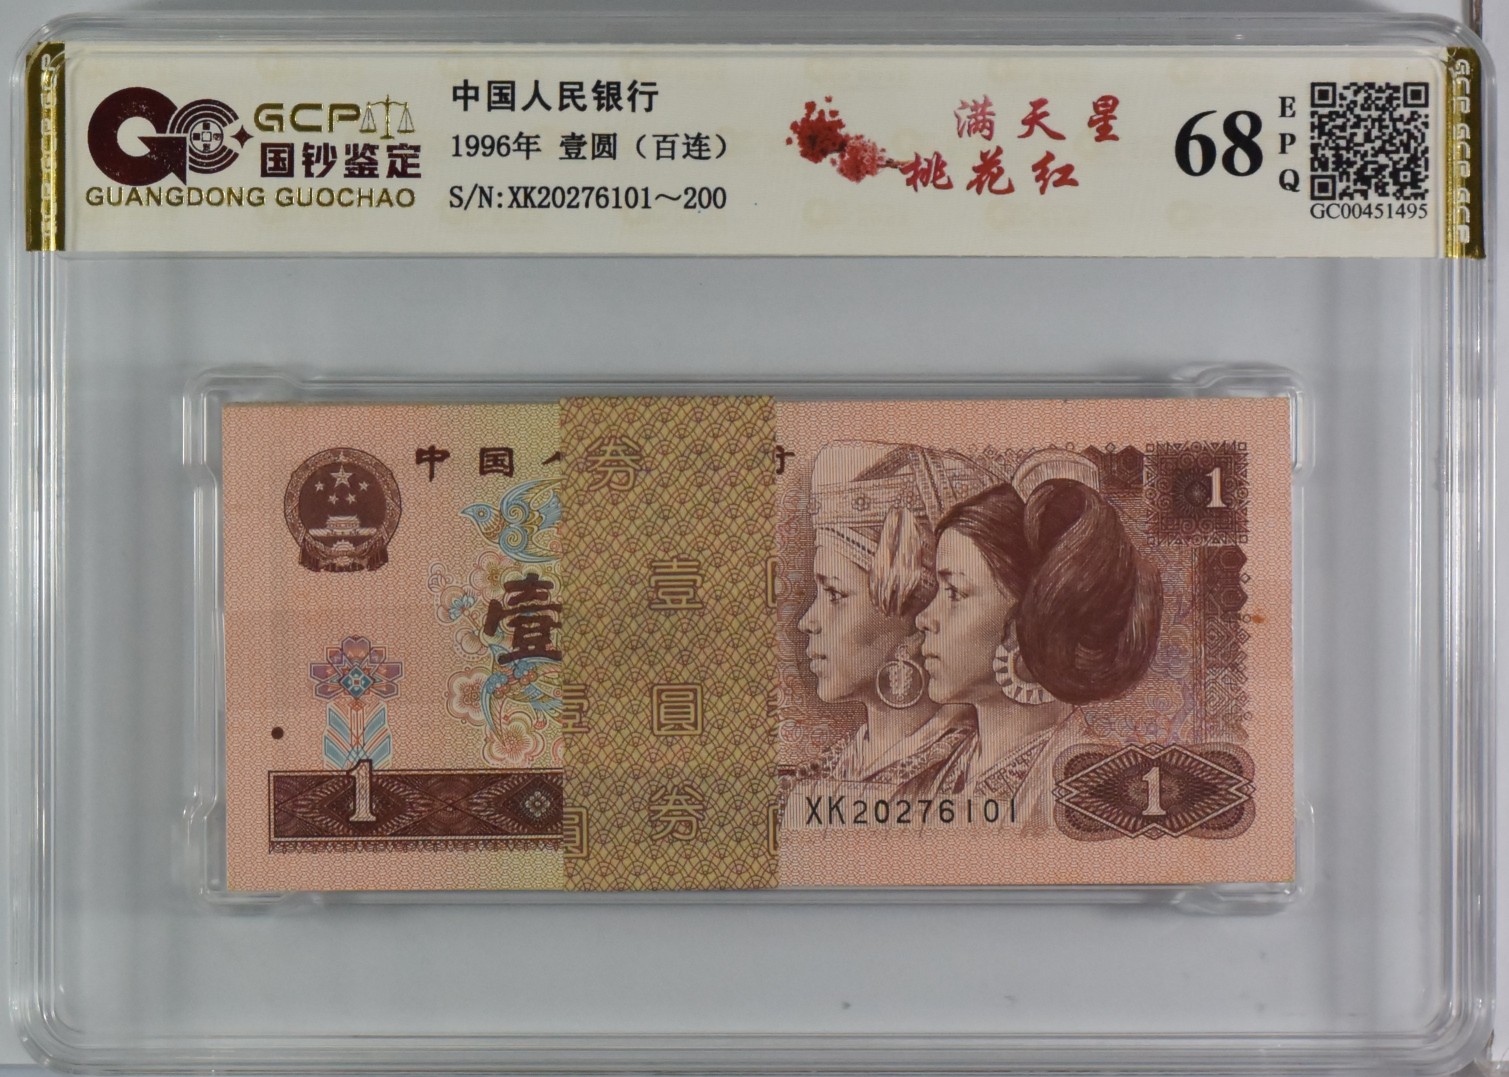 GCP
国钞鉴定
GUANGDONG GUOCHAO
中国人民银行
1996年 壹圆（百连）
S/N:XK20276101～200
满天星
桃花红
68
EPQ
GC00451495
中国
券
壹
圓
券
壹
壹
1
1
1
XK20276101